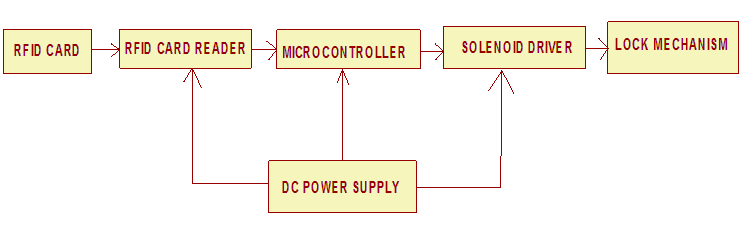 RFID CARD
RFID CARD READER
MICROCONTROLLER
SOLENOID DRIVER
LOCK MECHANISM
DC POWER SUPPLY